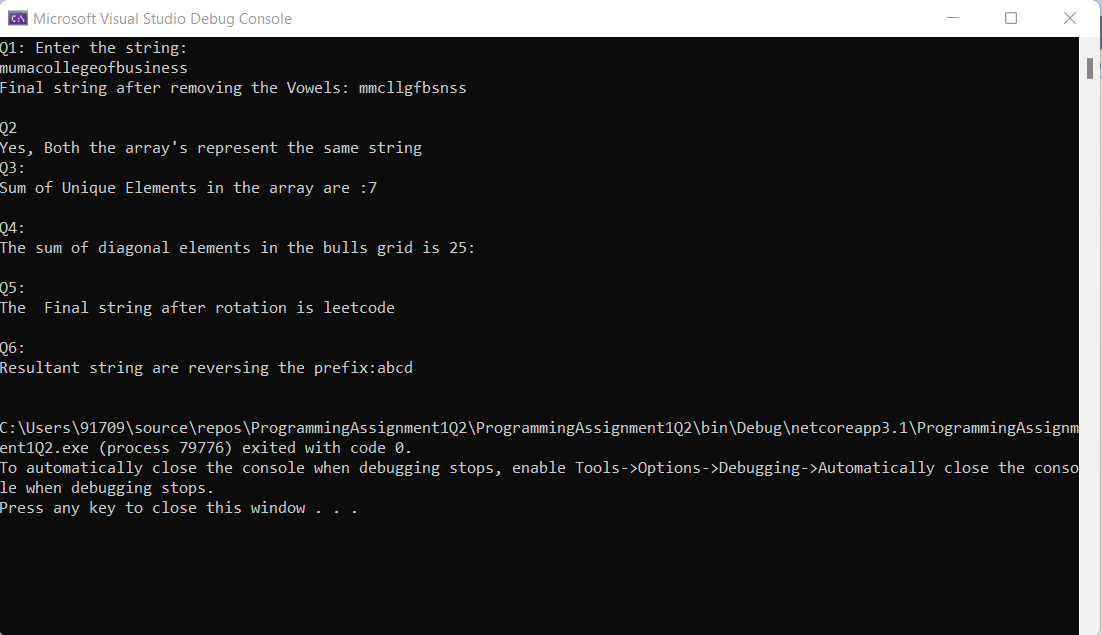 Microsoft Visual Studio Debug Console
Q1: Enter the string:
mumacollegeofbusiness
Final string after removing the Vowels: mmcllgfbsnss
Q2
Yes, Both the array's represent the same string
Q3:
Sum of Unique Elements in the array are :7
Q4:
The sum of diagonal elements in the bulls grid is 25:
Q5:
The  Final string after rotation is leetcode
Q6:
Resultant string are reversing the prefix:abcd
C:\Users\91709\source\repos\ProgrammingAssignment1Q2\ProgrammingAssignment1Q2\bin\Debug\netcoreapp3.1\ProgrammingAssignm
ent1Q2.exe (process 79776) exited with code 0.
To automatically close the console when debugging stops, enable Tools->Options->Debugging->Automatically close the conso
le when debugging stops.
Press any key to close this window . . .